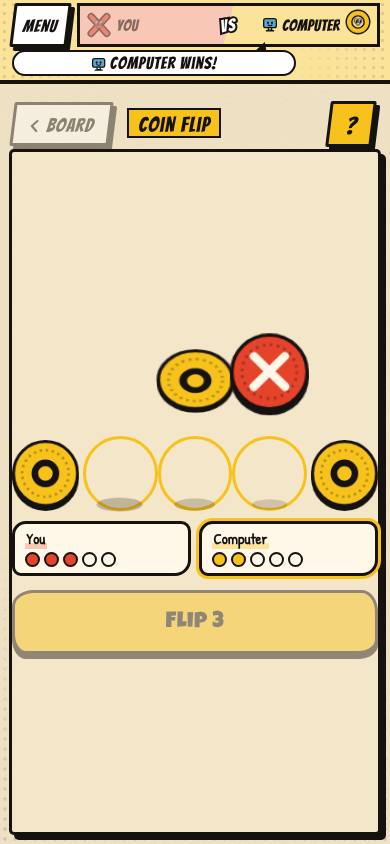 MENU
YOU
VS
COMPUTER
COMPUTER WINS!
BOARD
COIN FLIP
?
You
Computer
FLIP 3